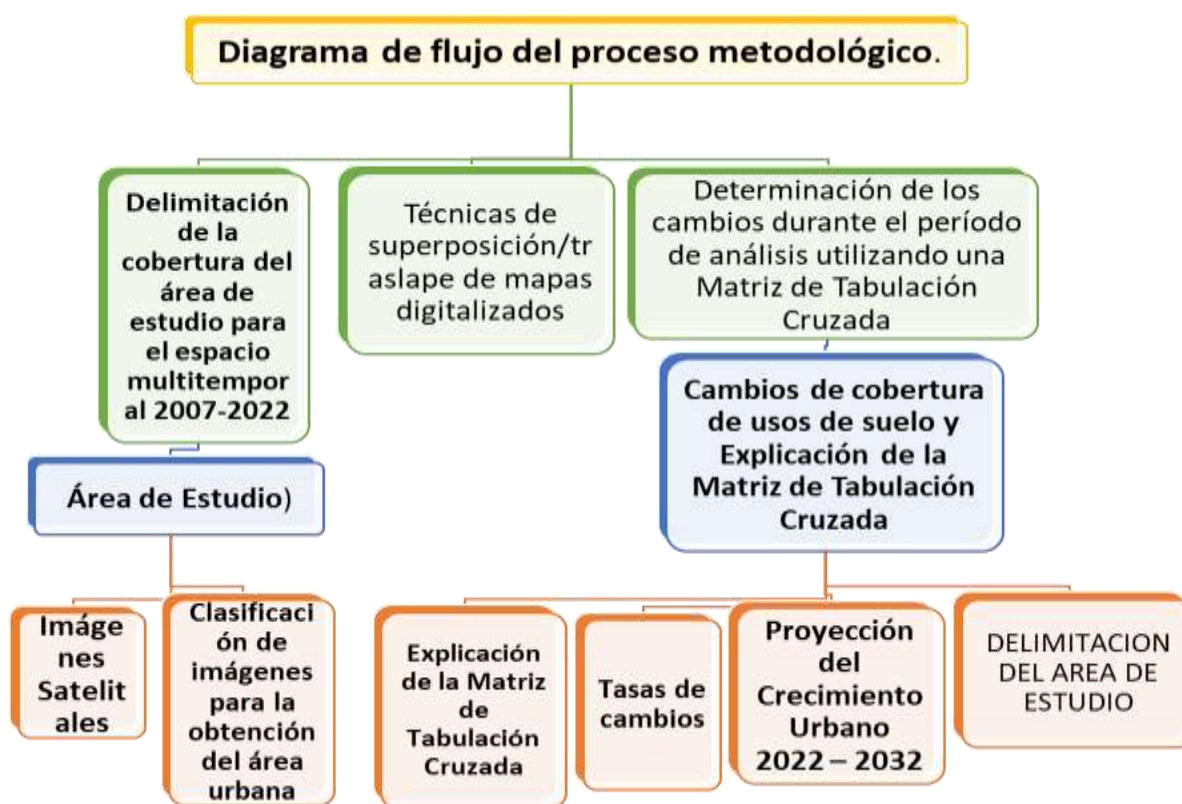 Diagrama de flujo del proceso metodológico.
Delimitación
de la
cobertura del
área de
estudio para
el espacio
multitempor
al 2007-2022
Técnicas de
superposición/tr
aslape de mapas
digitalizados
Determinación de los
cambios durante el período
de análisis utilizando una
Matriz de Tabulación
Cruzada
Área de Estudio)
Cambios de cobertura
de usos de suelo y
Explicación de la
Matriz de Tabulación
Cruzada
Imáge
nes
Satelit
ales
Clasificaci
ón de
imágenes
para la
obtención
del área
urbana
Explicación
de la Matriz
de
Tabulación
Cruzada
Tasas de
cambios
Proyección
del
Crecimiento
Urbano
2022 – 2032
DELIMITACION
DEL AREA DE
ESTUDIO